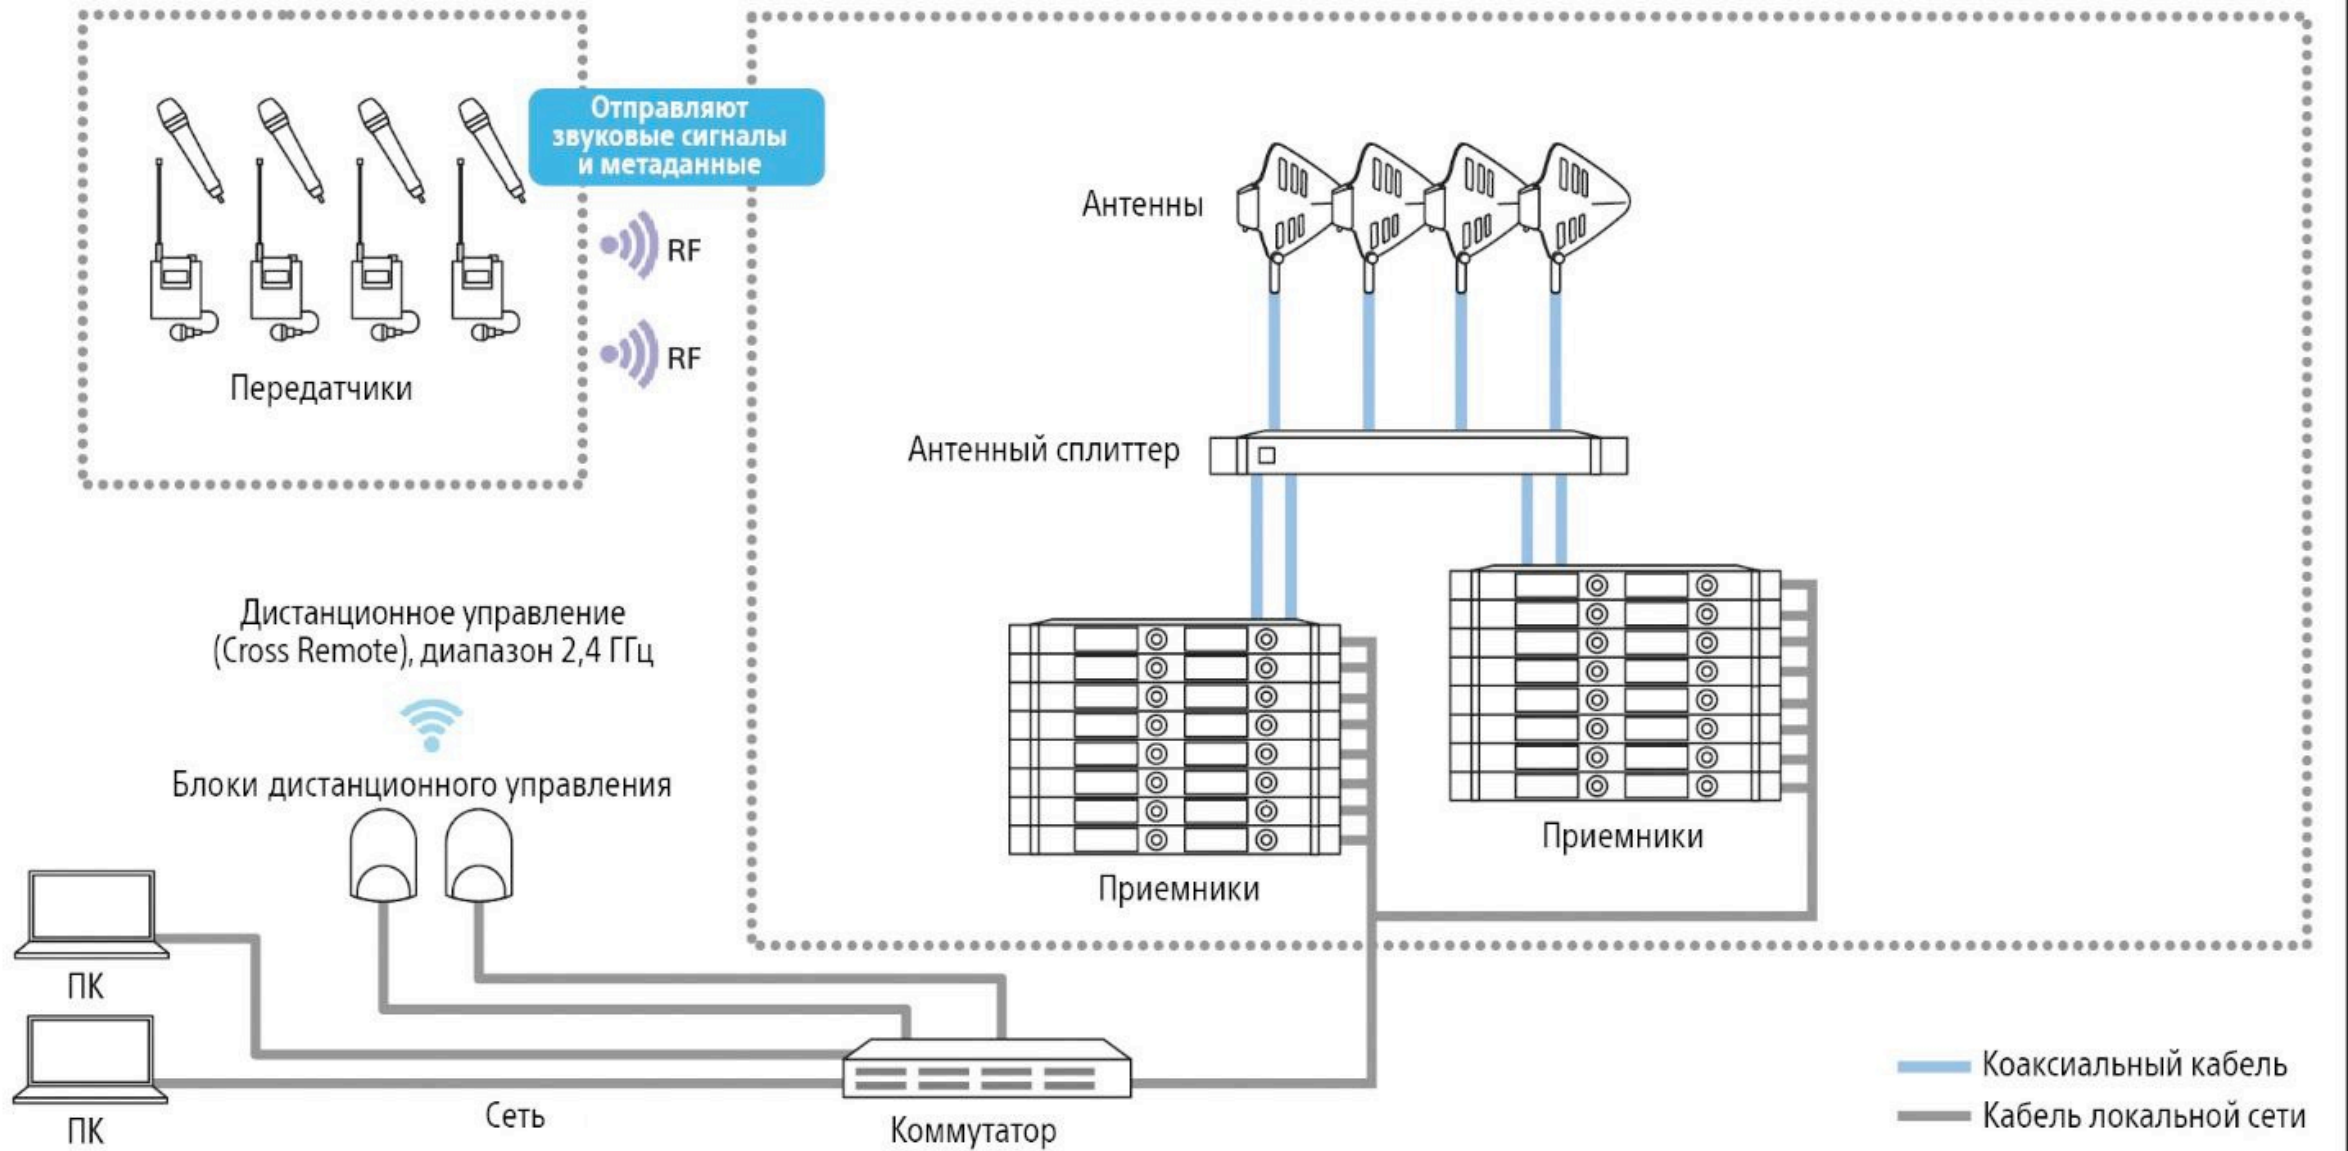 Отправляют
звуковые сигналы
и метаданные
RF
RF
Передатчики
Антенны
Антенный сплиттер
Дистанционное управление
(Cross Remote), диапазон 2,4 ГГц
Блоки дистанционного управления
Приемники
Приемники
ПК
ПК
Сеть
Коммутатор
Коаксиальный кабель
Кабель локальной сети